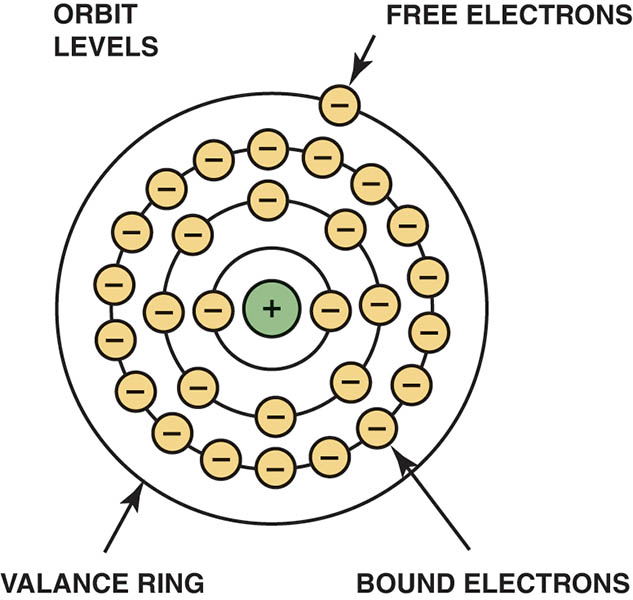 ORBIT
LEVELS
FREE ELECTRONS
VALANCE RING
BOUND ELECTRONS